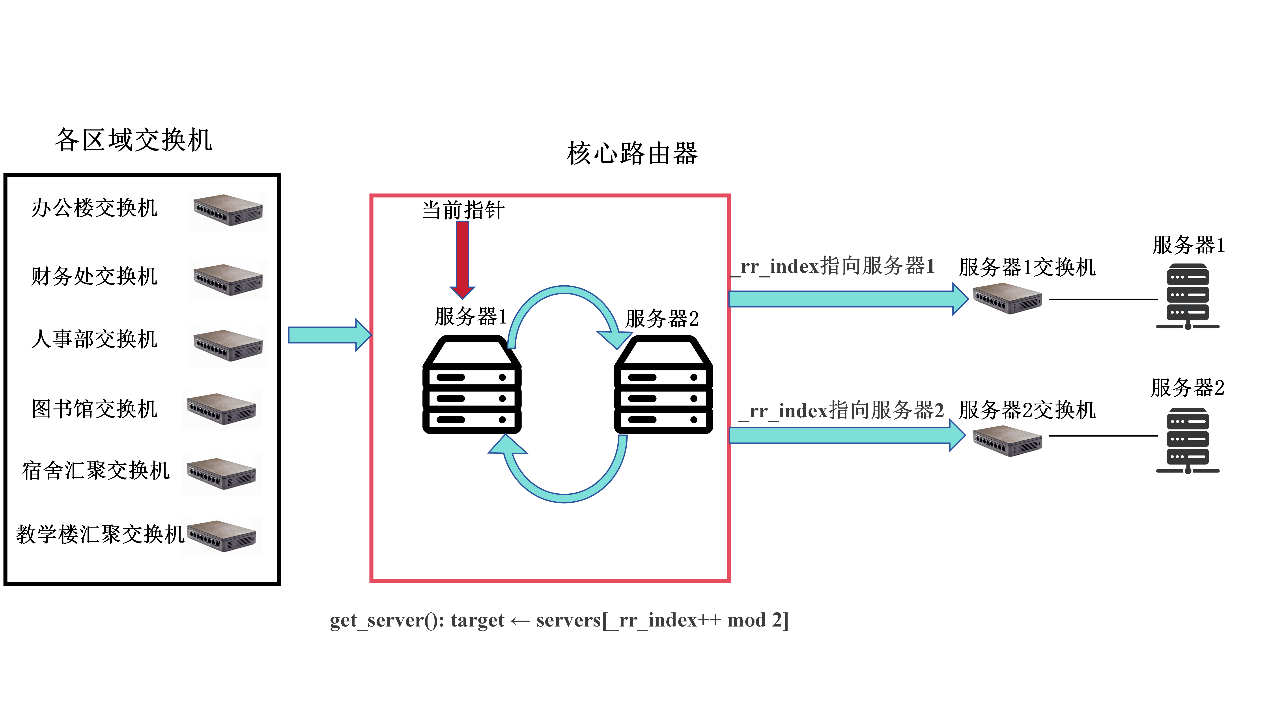 各区域交换机
办公楼交换机
财务处交换机
人事部交换机
图书馆交换机
宿舍汇聚交换机
教学楼汇聚交换机
核心路由器
当前指针
服务器1
服务器2
_rr_index指向服务器1
服务器1交换机
服务器1
_rr_index指向服务器2
服务器2交换机
服务器2
get_server(): target ← servers[_rr_index++ mod 2]